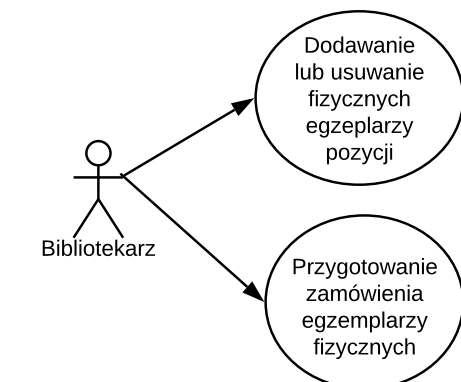 Dodawanie
lub usuwanie
fizycznych
egzeplarzy
pozycji
Bibliotekarz
Przygotowanie
zamówienia
egzemplarzy
fizycznych